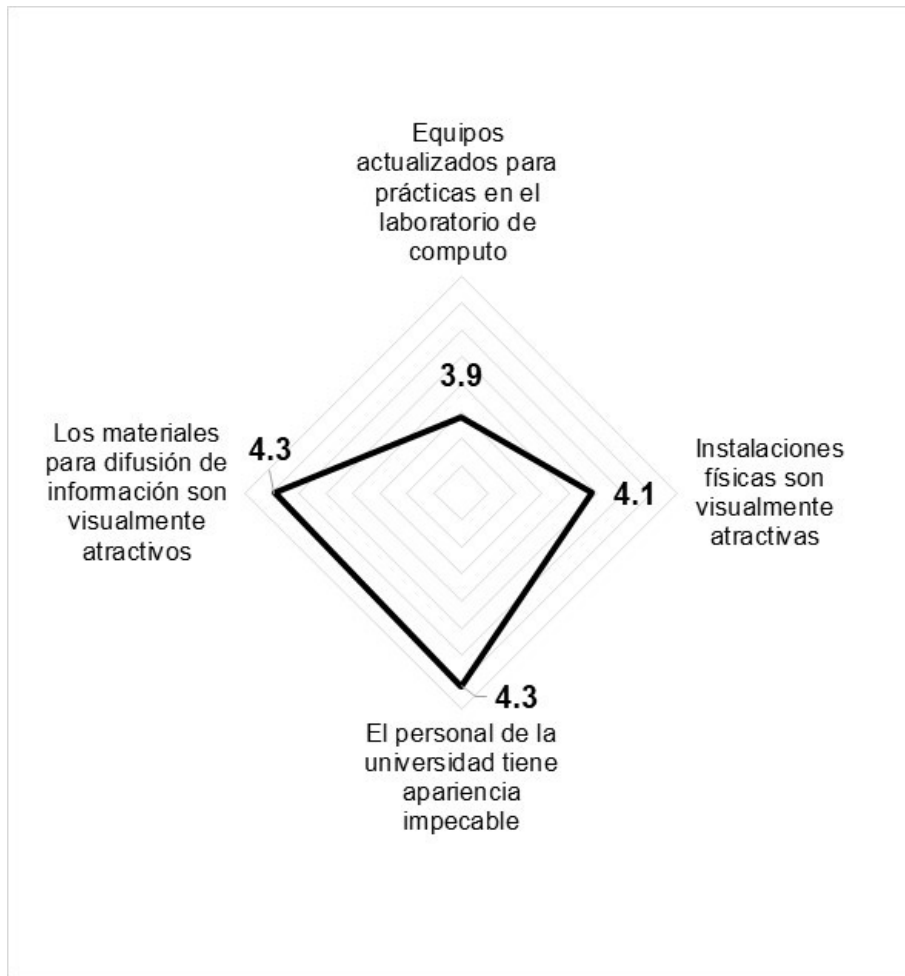 Equipos
actualizados para
prácticas en el
laboratorio de
computo
3.9
Los materiales
para difusión de
información son
visualmente
atractivos
4.3
Instalaciones
físicas son
visualmente
atractivas
4.1
4.3
El personal de la
universidad tiene
apariencia
impecable